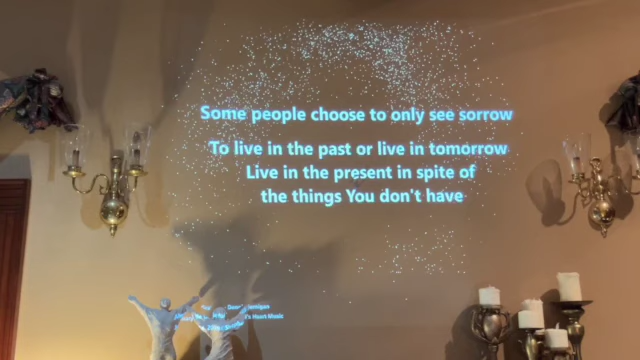 Some people choose to only see sorrow
To live in the past or live in tomorrow
Live in the present in spite of
the things You don't have
Music